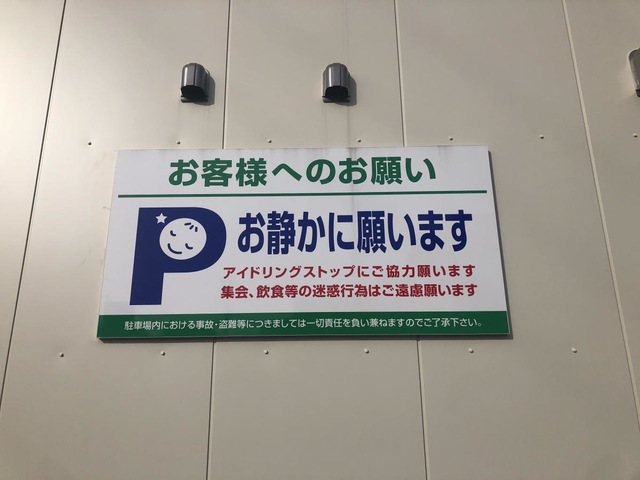 お客様へのお願い
P
お静かに願います
アイドリングストップにご協力願います
集会、飲食等の迷惑行為はご遠慮願います
駐車場内における事故・盗難等につきましては一切責任を負い兼ねますのでご了承下さい。